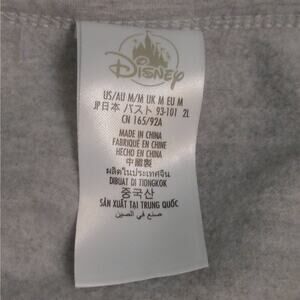 Disney
US/AU M/M UK M EU M
JP日本 バスト 93-101 2L
CN 165/92A
MADE IN CHINA
FABRIQUÉ EN CHINE
HECHO EN CHINA
中國製
ผลิตในประเทศจีน
DIBUAT DI TIONGKOK
중국산
SẢN XUẤT TẠI TRUNG QUỐC
صنع في الصين